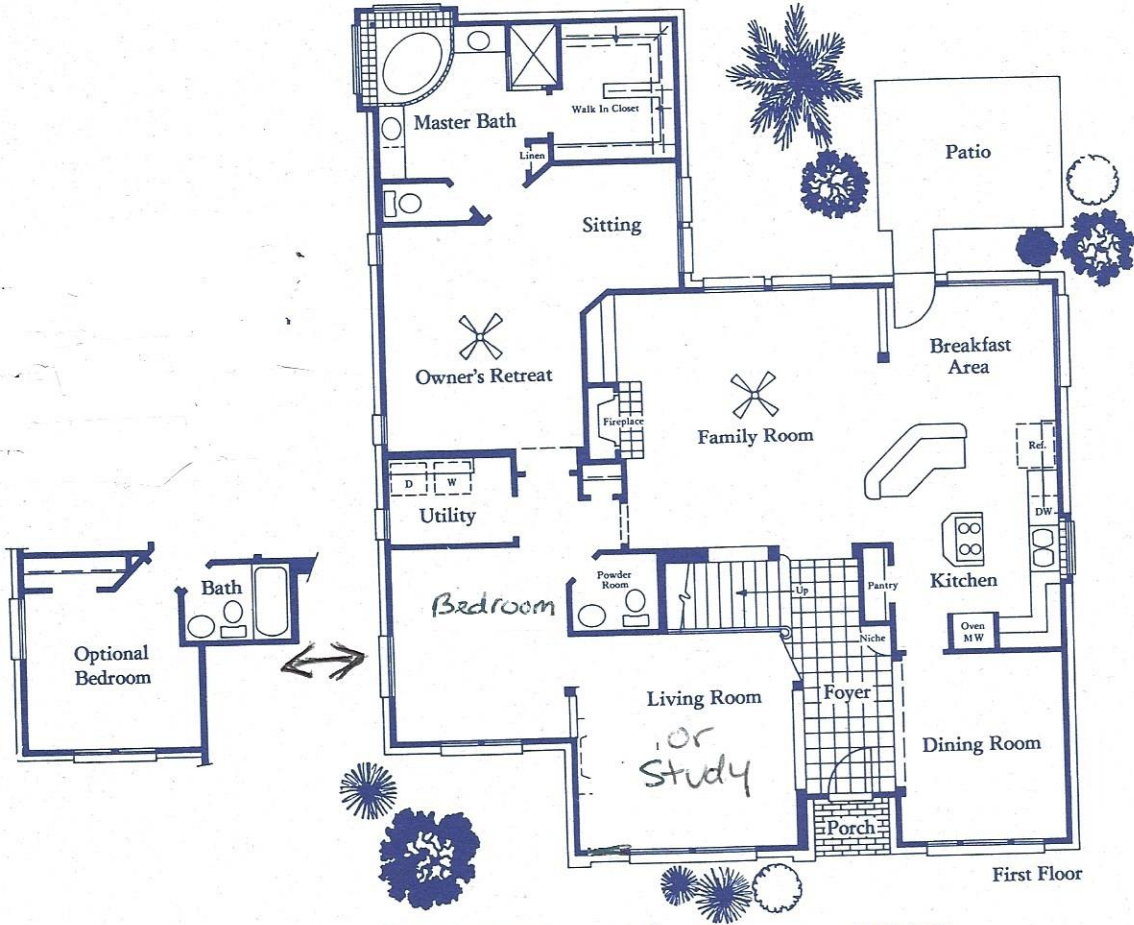 Master Bath
Walk In Closet
Linen
Patio
Sitting
Owner's Retreat
Breakfast
Area
Fireplace
Family Room
Ref.
D
W
Utility
DW
Bath
Powder
Room
Up
Pantry
Kitchen
Bedroom
Oven
MW
Niche
Optional
Bedroom
Living Room
or
Study
Foyer
Dining Room
Porch
First Floor